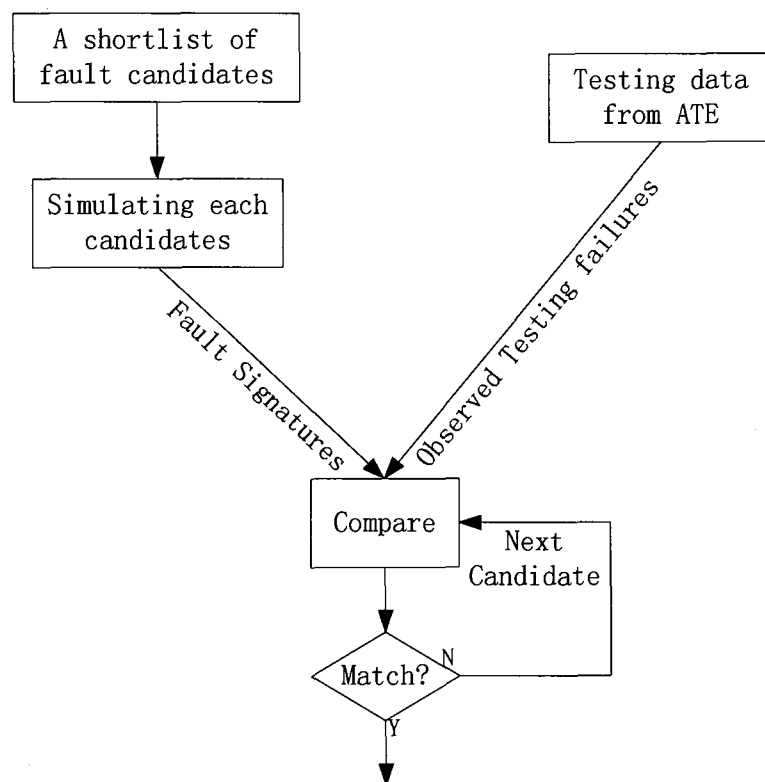 A shortlist of
fault candidates
Testing data
from ATE
Simulating each
candidates
Fault Signatures
Observed Testing failures
Compare
Next
Candidate
Match?
N
Y